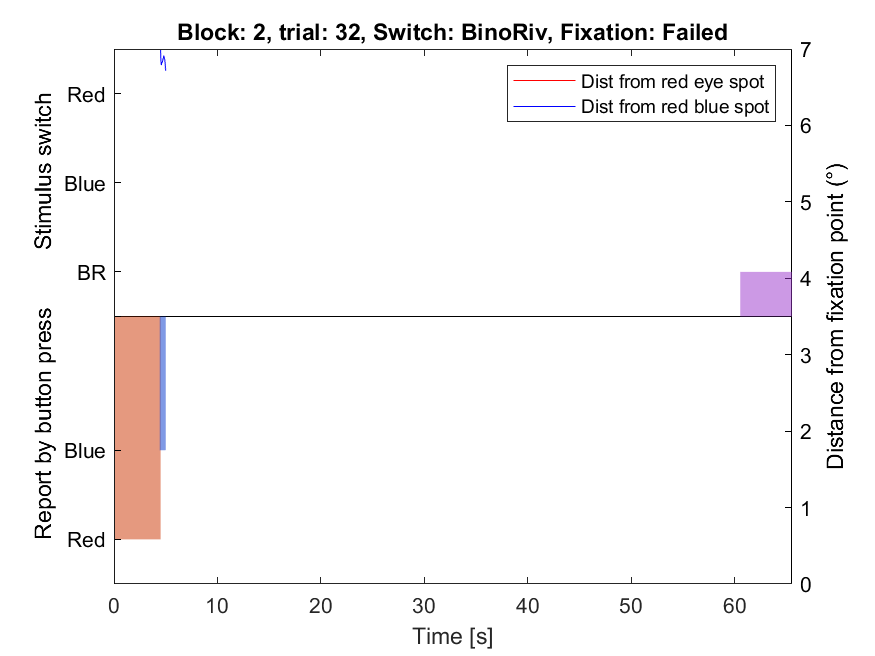 Block: 2, trial: 32, Switch: BinoRiv, Fixation: Failed
Dist from red eye spot
Dist from red blue spot
Stimulus switch
Red
Blue
BR
Report by button press
Blue
Red
7
6
5
4
3
2
1
0
Distance from fixation point (°)
0 10 20 30 40 50 60
Time [s]